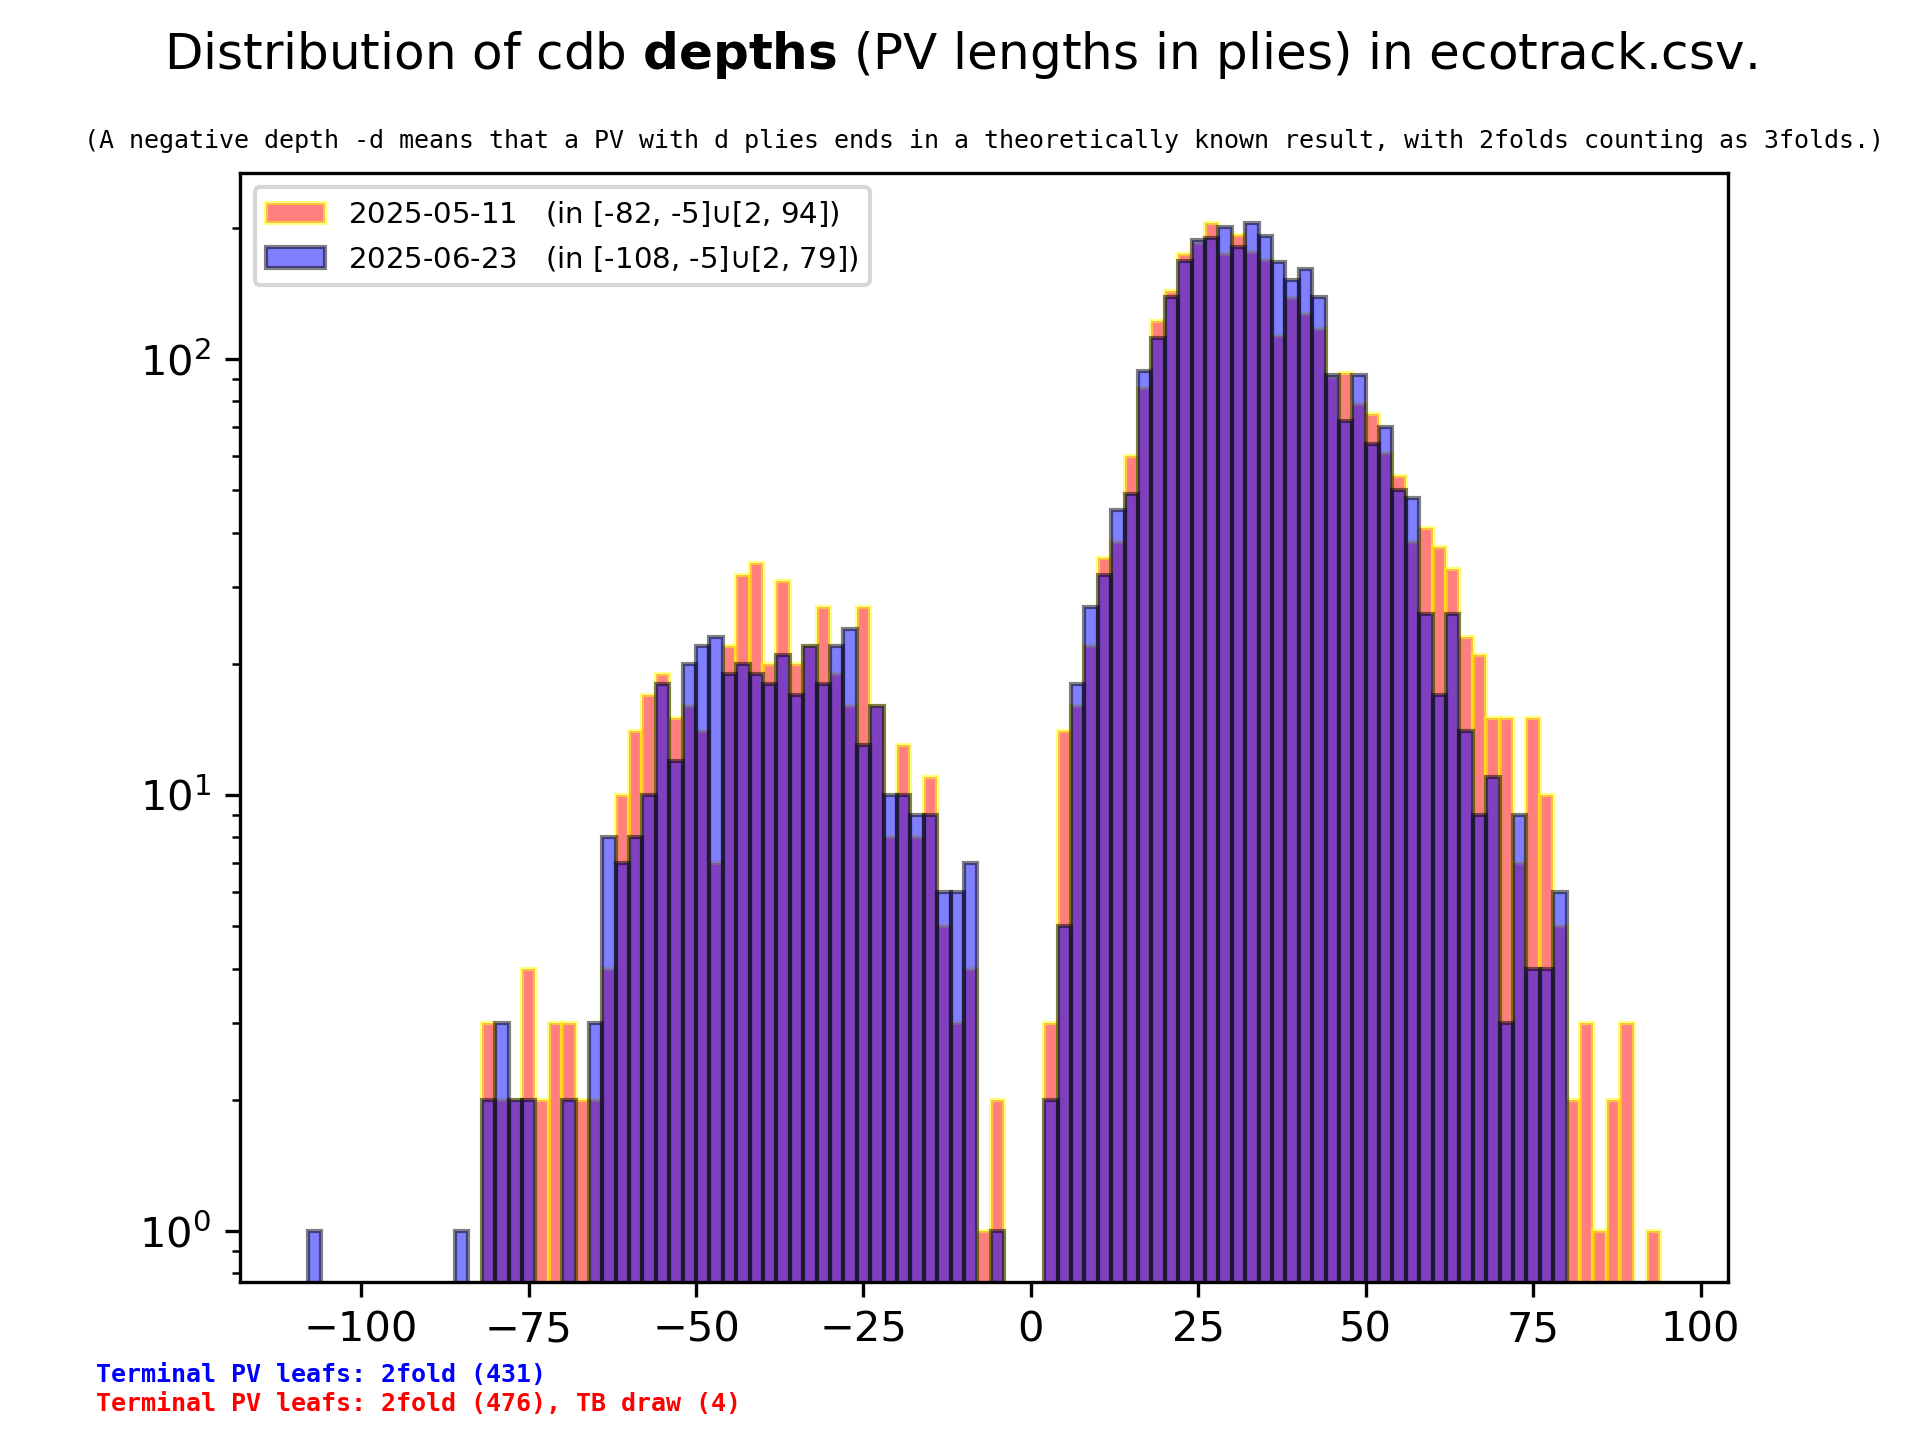 Distribution of cdb depths (PV lengths in plies) in ecotrack.csv.
(A negative depth -d means that a PV with d plies ends in a theoretically known result, with 2folds counting as 3folds.)
2025-05-11 (in [-82, -5]∪[2, 94])
2025-06-23 (in [-108, -5]∪[2, 79])
10²
10¹
10⁰
−100 −75 −50 −25 0 25 50 75 100
Terminal PV leafs: 2fold (431)
Terminal PV leafs: 2fold (476), TB draw (4)